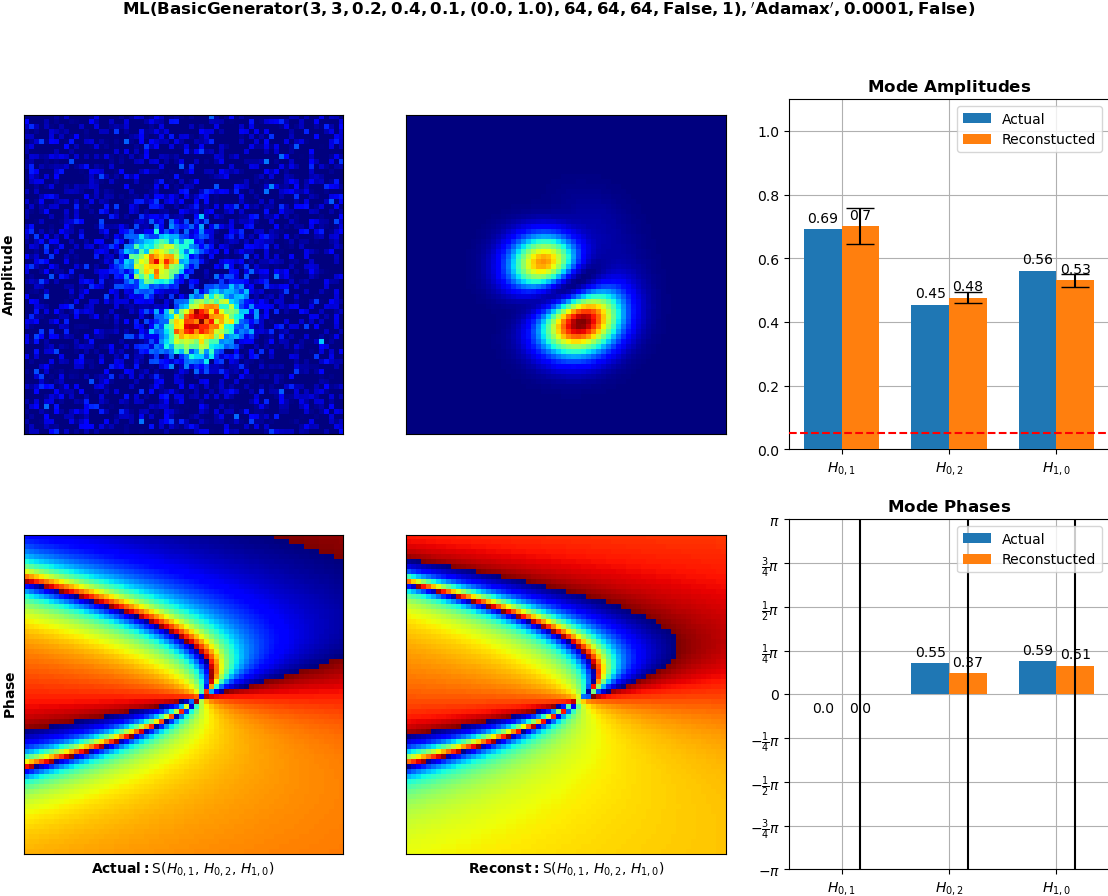 ML(BasicGenerator(3, 3, 0.2, 0.4, 0.1, (0.0, 1.0), 64, 64, 64, False, 1), ′Adamax′, 0.0001, False)
Amplitude
Mode Amplitudes
Actual
Reconstucted
1.0
0.8
0.6
0.4
0.2
0.0
0.69
0.7
0.45
0.48
0.56
0.53
H0,1
H0,2
H1,0
Phase
Actual: S(H0,1, H0,2, H1,0)
Reconst: S(H0,1, H0,2, H1,0)
Mode Phases
Actual
Reconstucted
π
3/4π
1/2π
1/4π
0
−1/4π
−1/2π
−3/4π
−π
0.0
0.0
0.55
0.37
0.59
0.51
H0,1
H0,2
H1,0